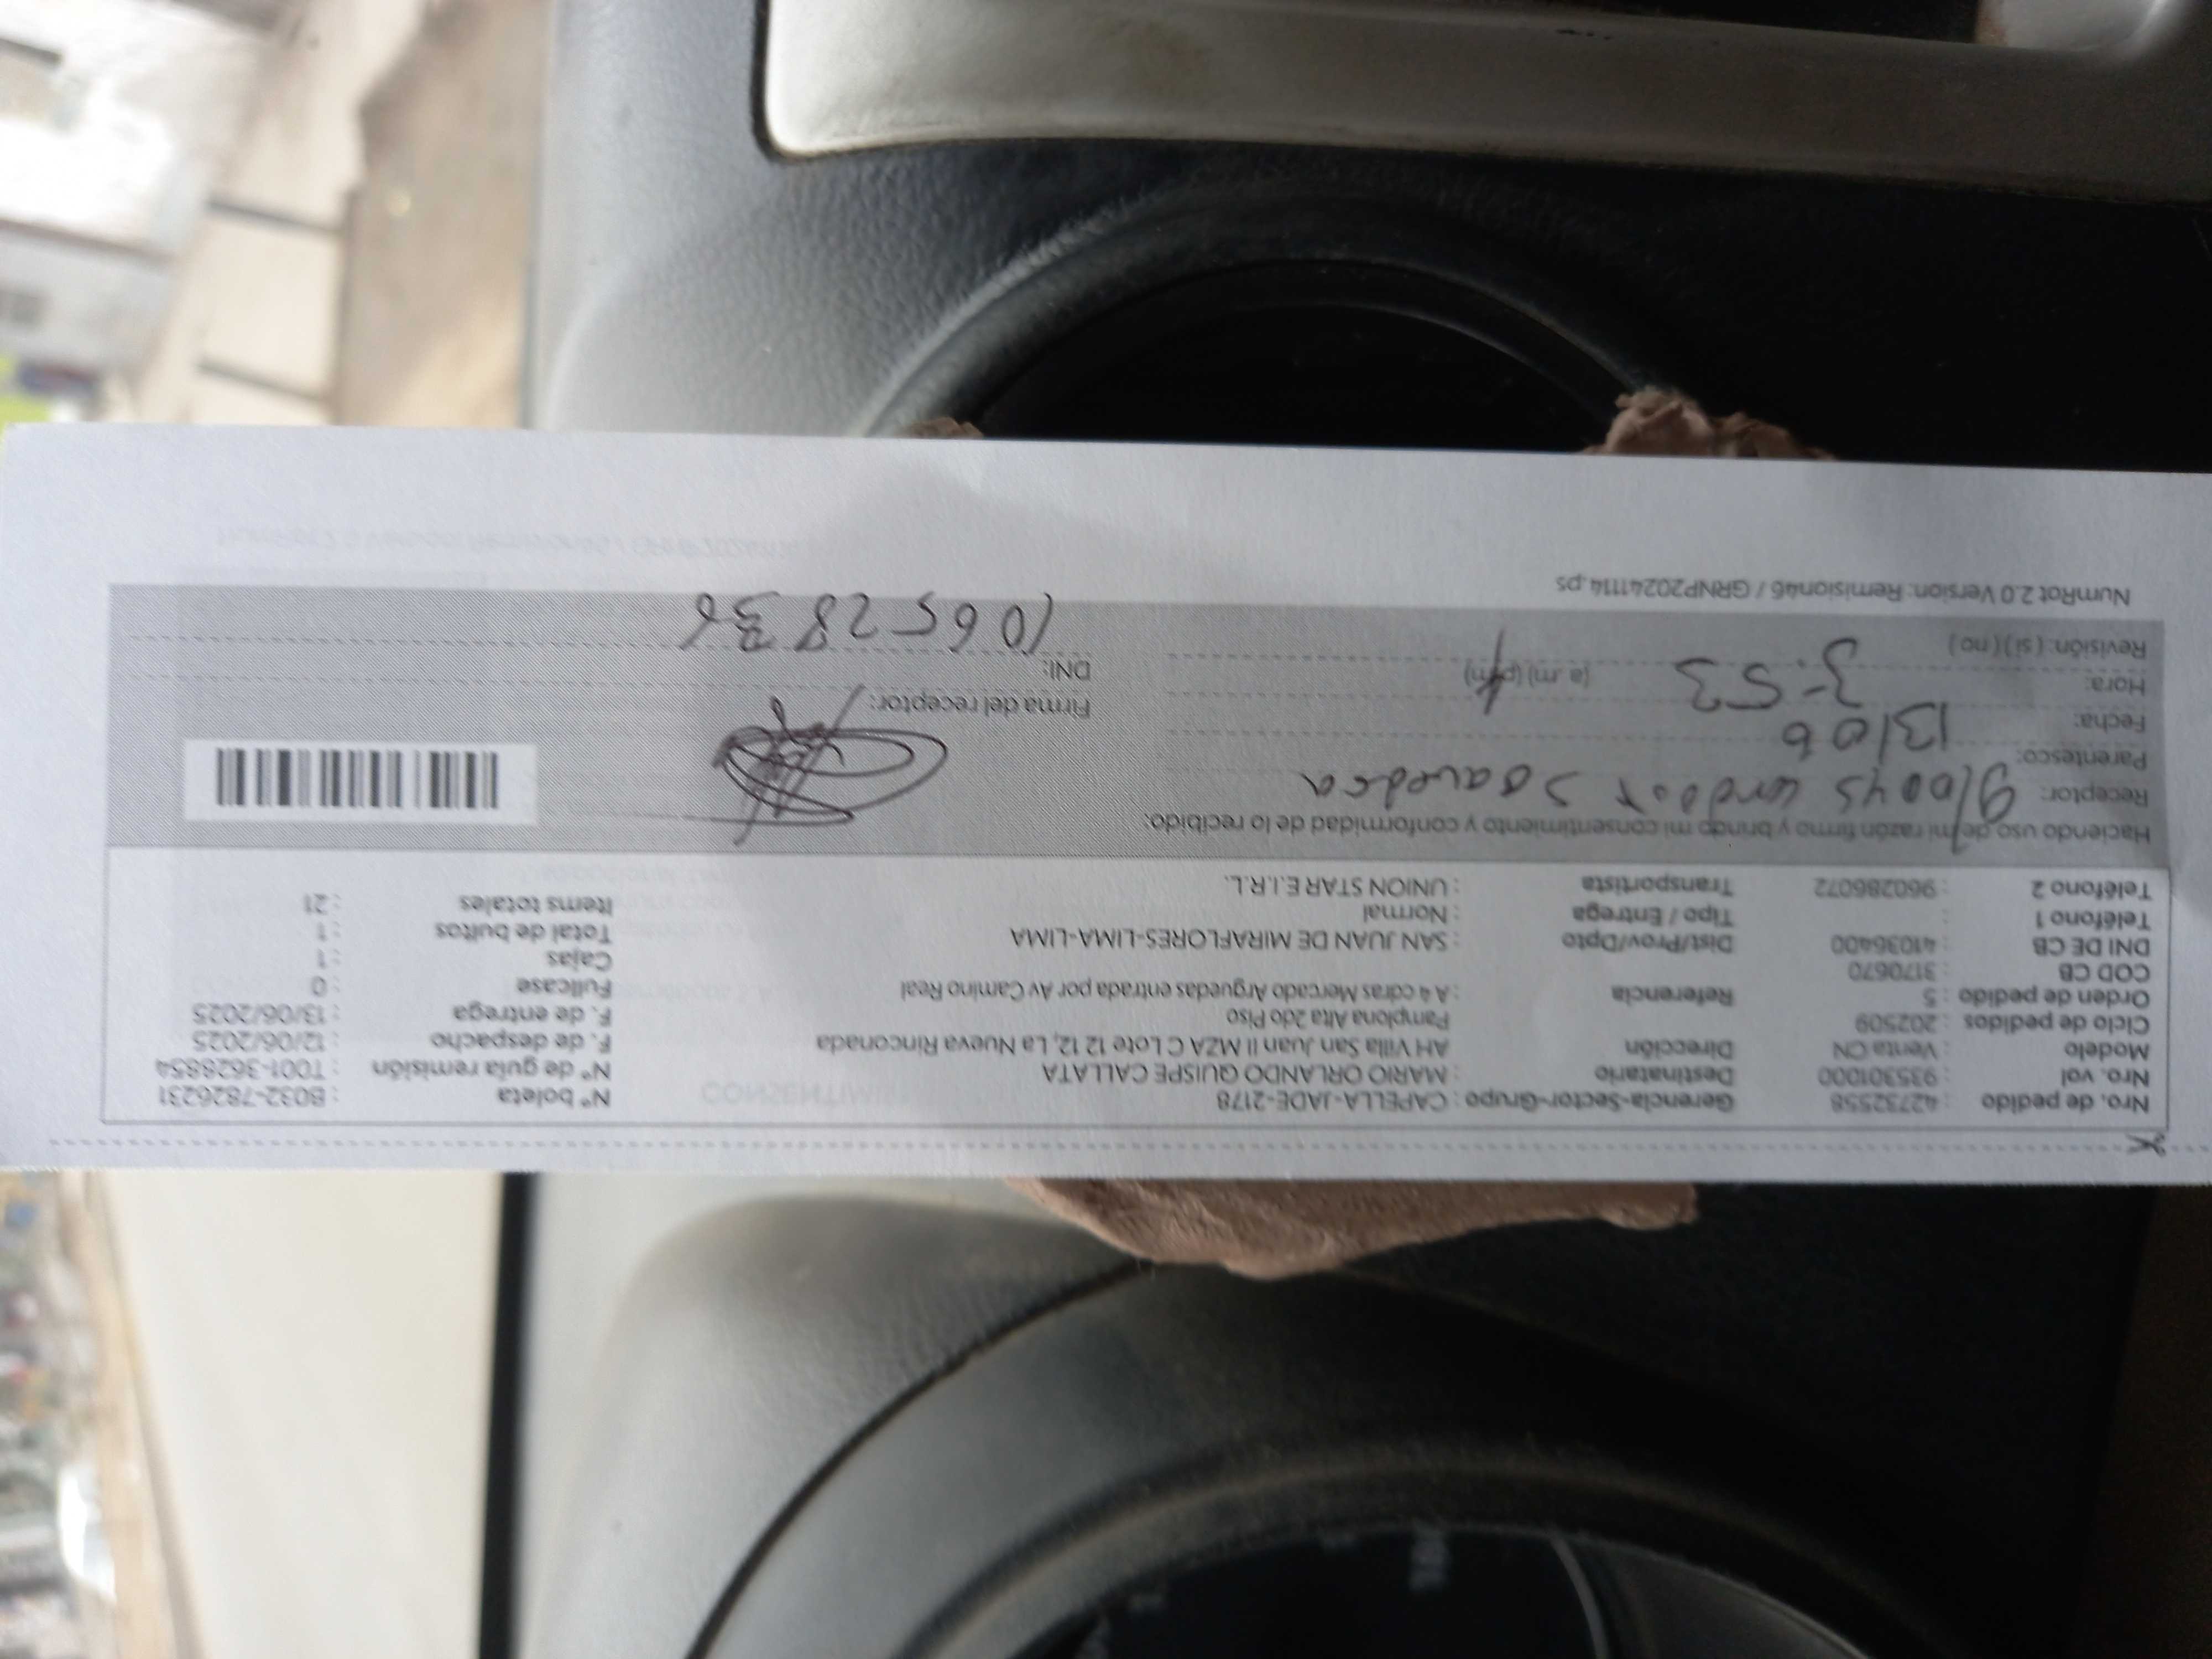 Nro. de pedido : 42732558 Gerencia-Sector-Grupo : CAPELLA-JADE-2178 N° boleta : B032-7826231
Nro. vol : 935301000 Destinatario : MARIO ORLANDO QUISPE CALLATA N° de guía remisión : T001-3628854
Modelo : Venta CN Dirección AH Villa San Juan II MZA C Lote 12 12, La Nueva Rinconada F. de despacho : 12/06/2025
Ciclo de pedidos : 202509 Pamplona Alta 2do Piso F. de entrega : 13/06/2025
Orden de pedido : 5 Referencia : A 4 cdras Mercado Arguedas entrada por Av Camino Real Fullcase : 0
COD CB : 3170670 Cajas : 1
DNI DE CB : 41036400 Dist/Prov/Dpto : SAN JUAN DE MIRAFLORES-LIMA-LIMA Total de bultos : 1
Teléfono 1 : Tipo / Entrega : Normal Items totales : 21
Teléfono 2 : 960286072 Transportista : UNION STAR E.I.R.L.
Haciendo uso de mi razón firmo y brindo mi consentimiento y conformidad de lo recibido:
Receptor: saavedra
Parentesco:
Fecha: 13/06 Firma del receptor:
Hora: 3:53 (a .m) (p.m) DNI: 10652836
Revisión: ( si ) ( no )
NumRot 2.0 Version: Remision46 / GRNP20241114.ps